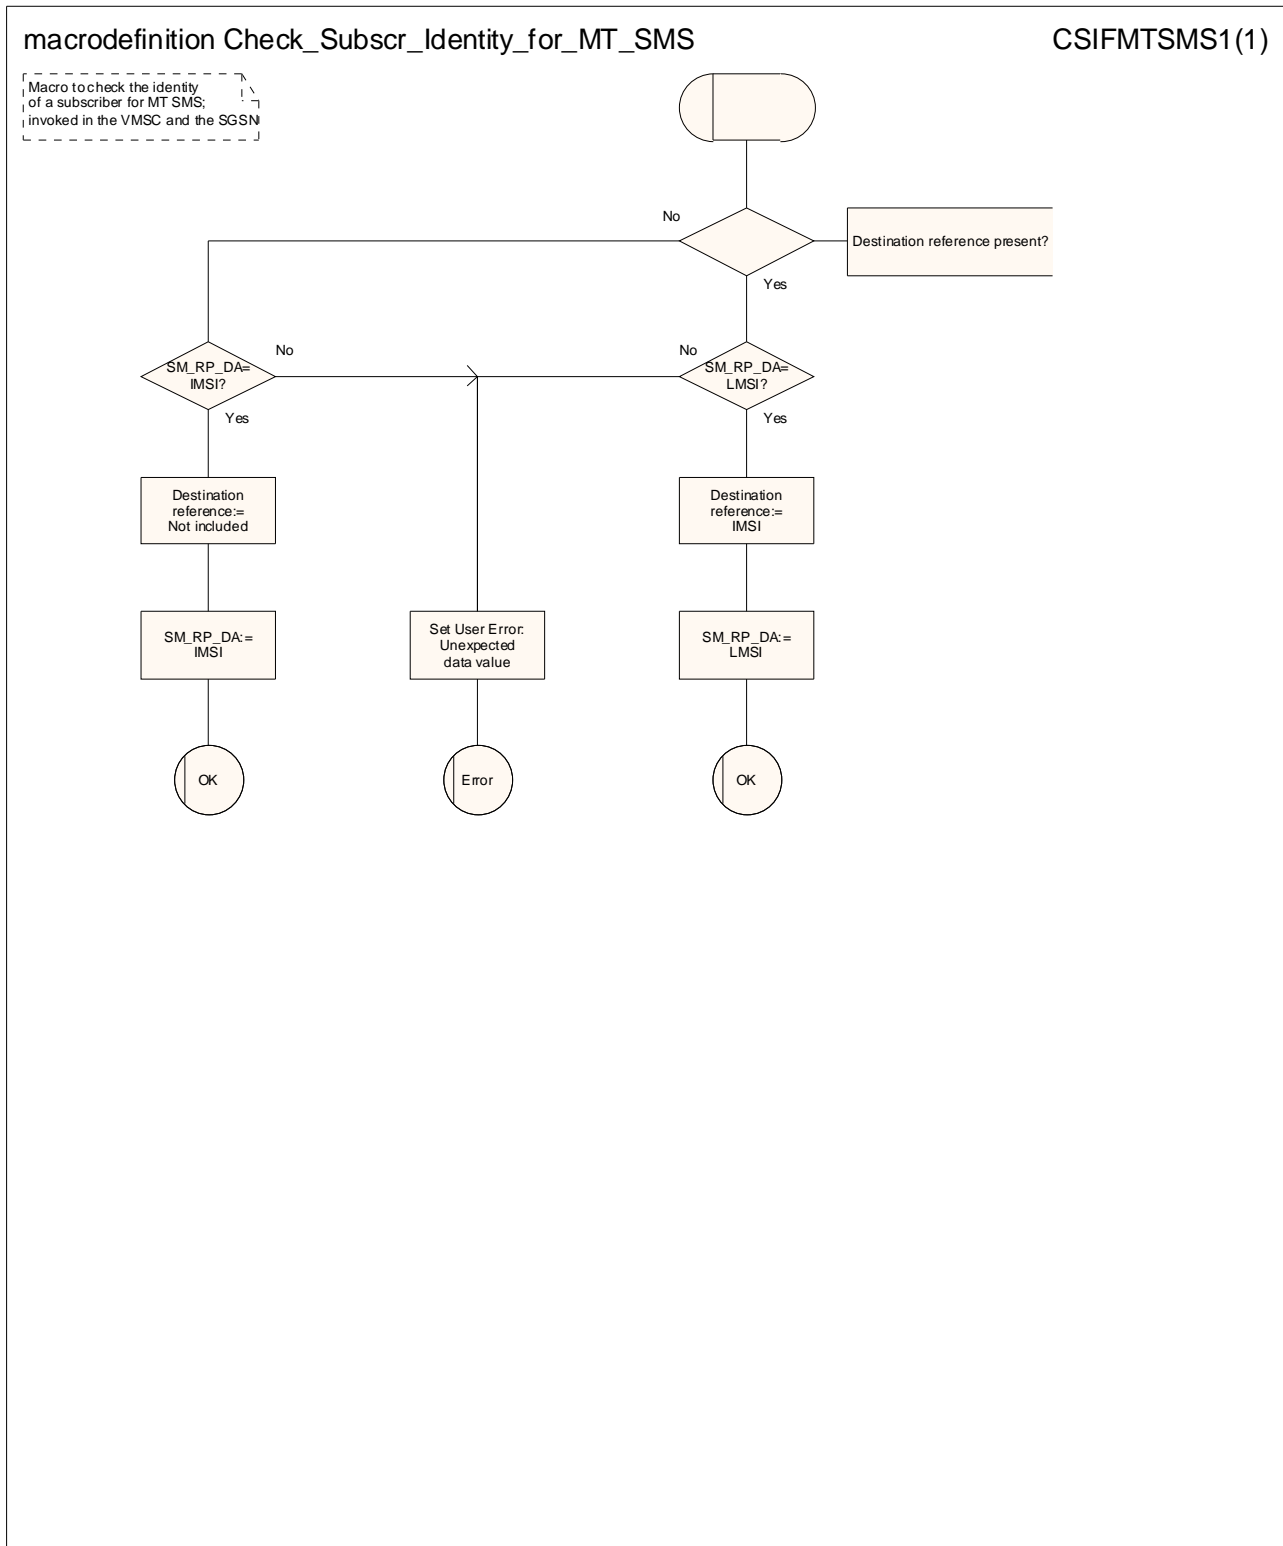 macrodefinition Check_Subscr_Identity_for_MT_SMS
CSIFMTSMS1(1)
Macro to check the identity
of a subscriber for MT SMS;
invoked in the VMSC and the SGSN
No
Destination reference present?
Yes
SM_RP_DA=
IMSI?
No
No
SM_RP_DA=
LMSI?
Yes
Yes
Destination
reference:=
Not included
Destination
reference:=
IMSI
SM_RP_DA:=
IMSI
Set User Error:
Unexpected
data value
SM_RP_DA:=
LMSI
OK
Error
OK